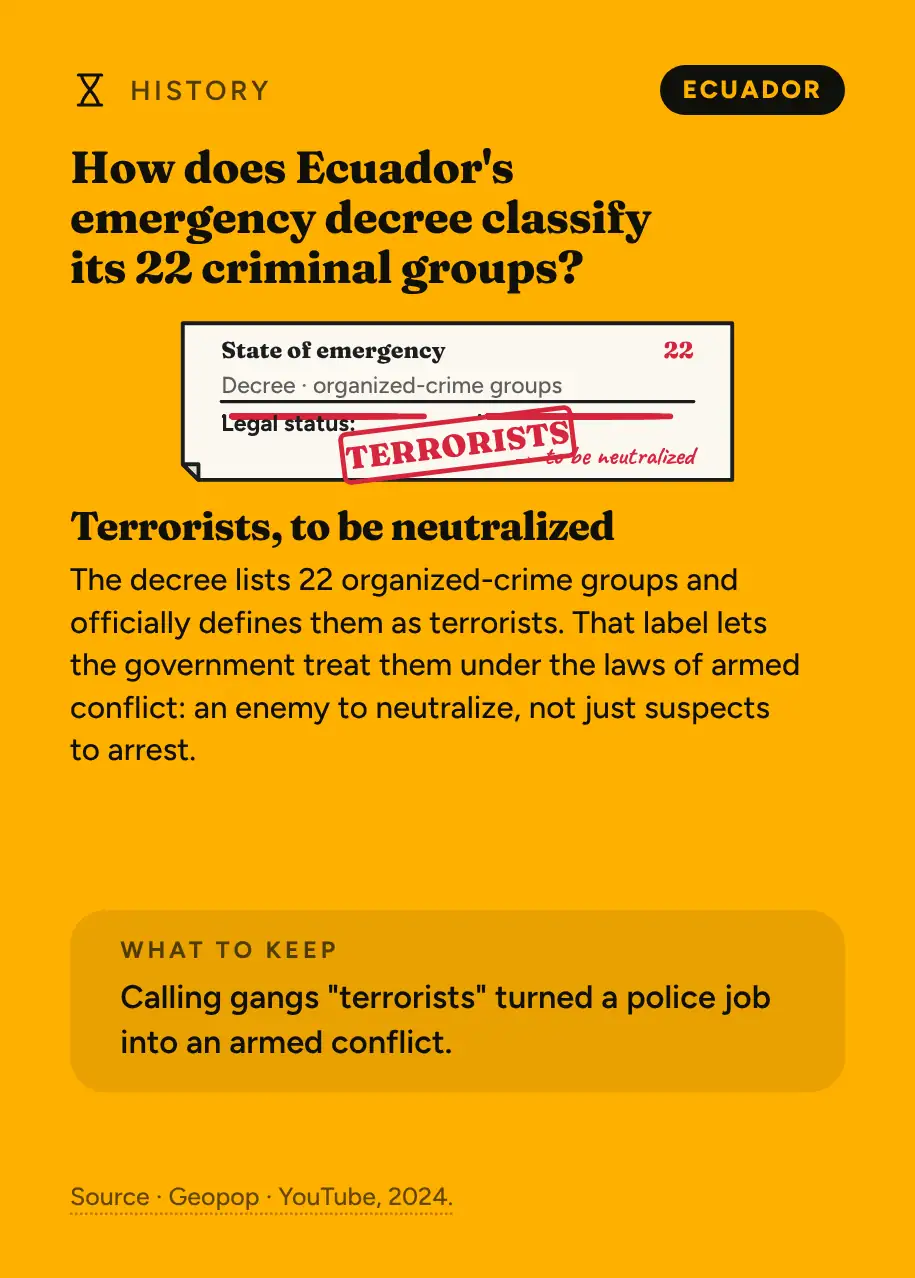 HISTORY
ECUADOR
How does Ecuador's
emergency decree classify
its 22 criminal groups?
State of emergency 22
Decree · organized-crime groups
Legal status:
TERRORISTS
to be neutralized
Terrorists, to be neutralized
The decree lists 22 organized-crime groups and
officially defines them as terrorists. That label lets
the government treat them under the laws of armed
conflict: an enemy to neutralize, not just suspects
to arrest.
WHAT TO KEEP
Calling gangs "terrorists" turned a police job
into an armed conflict.
Source · Geopop · YouTube, 2024.